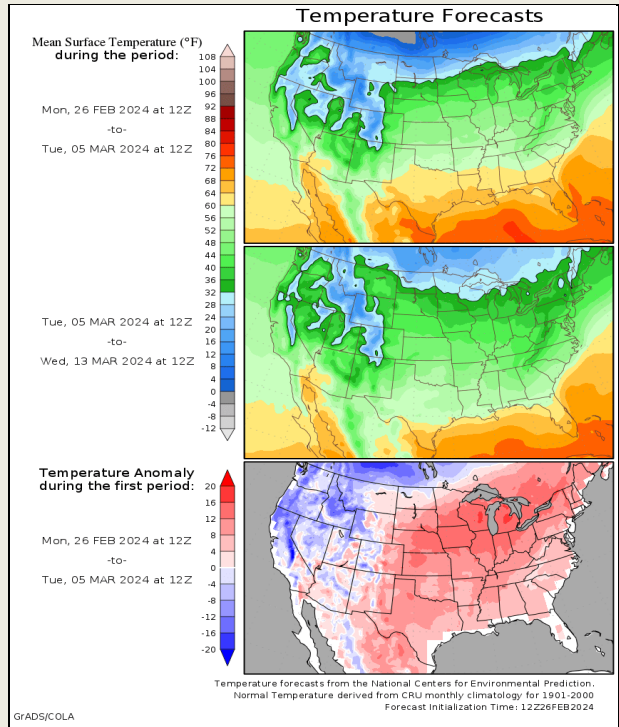 Temperature Forecasts
Mean Surface Temperature (°F)
during the period:
108
104
100
96
92
88
84
80
76
72
68
64
60
56
52
48
44
40
36
32
28
24
20
16
12
8
4
0
-4
-8
-12
Mon, 26 FEB 2024 at 12Z
-to-
Tue, 05 MAR 2024 at 12Z
Tue, 05 MAR 2024 at 12Z
-to-
Wed, 13 MAR 2024 at 12Z
Temperature Anomaly
during the first period:
20
16
12
8
4
0
-4
-8
-12
-16
-20
Mon, 26 FEB 2024 at 12Z
-to-
Tue, 05 MAR 2024 at 12Z
Temperature forecasts from the National Centers for Environmental Prediction.
Normal Temperature derived from CRU monthly climatology for 1901-2000
Forecast Initialization Time: 12Z26FEB2024
GrADS/COLA